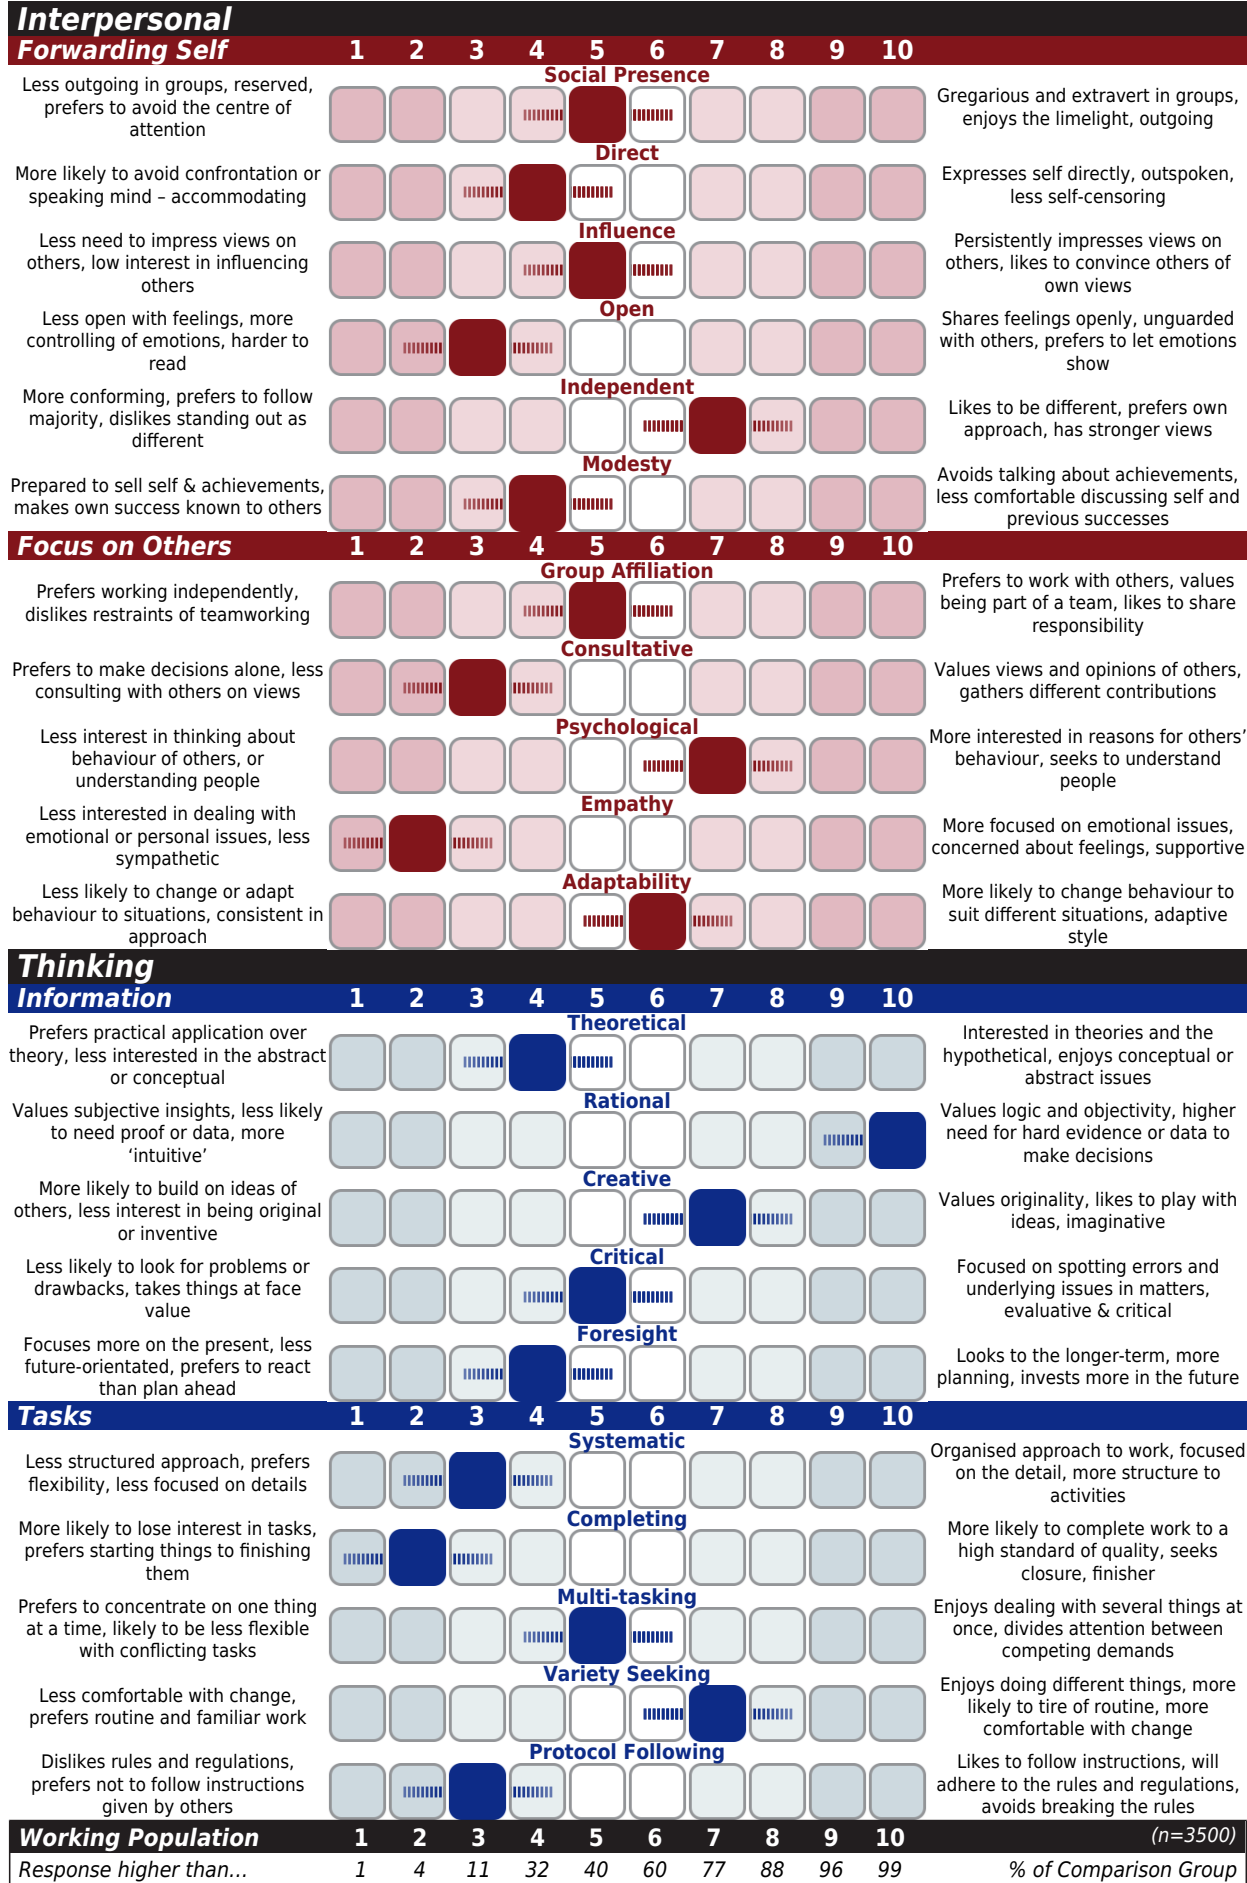 Interpersonal
Forwarding Self 1 2 3 4 5 6 7 8 9 10
Social Presence
Less outgoing in groups, reserved,
prefers to avoid the centre of
attention
Gregarious and extravert in groups,
enjoys the limelight, outgoing
Direct
More likely to avoid confrontation or
speaking mind – accommodating
Expresses self directly, outspoken,
less self-censoring
Influence
Less need to impress views on
others, low interest in influencing
others
Persistently impresses views on
others, likes to convince others of
own views
Open
Less open with feelings, more
controlling of emotions, harder to
read
Shares feelings openly, unguarded
with others, prefers to let emotions
show
Independent
More conforming, prefers to follow
majority, dislikes standing out as
different
Likes to be different, prefers own
approach, has stronger views
Modesty
Prepared to sell self & achievements,
makes own success known to others
Avoids talking about achievements,
less comfortable discussing self and
previous successes
Focus on Others 1 2 3 4 5 6 7 8 9 10
Group Affiliation
Prefers working independently,
dislikes restraints of teamworking
Prefers to work with others, values
being part of a team, likes to share
responsibility
Consultative
Prefers to make decisions alone, less
consulting with others on views
Values views and opinions of others,
gathers different contributions
Psychological
Less interest in thinking about
behaviour of others, or
understanding people
More interested in reasons for others’
behaviour, seeks to understand
people
Empathy
Less interested in dealing with
emotional or personal issues, less
sympathetic
More focused on emotional issues,
concerned about feelings, supportive
Adaptability
Less likely to change or adapt
behaviour to situations, consistent in
approach
More likely to change behaviour to
suit different situations, adaptive
style
Thinking
Information 1 2 3 4 5 6 7 8 9 10
Theoretical
Prefers practical application over
theory, less interested in the abstract
or conceptual
Interested in theories and the
hypothetical, enjoys conceptual or
abstract issues
Rational
Values subjective insights, less likely
to need proof or data, more
‘intuitive’
Values logic and objectivity, higher
need for hard evidence or data to
make decisions
Creative
More likely to build on ideas of
others, less interest in being original
or inventive
Values originality, likes to play with
ideas, imaginative
Critical
Less likely to look for problems or
drawbacks, takes things at face
value
Focused on spotting errors and
underlying issues in matters,
evaluative & critical
Foresight
Focuses more on the present, less
future-orientated, prefers to react
than plan ahead
Looks to the longer-term, more
planning, invests more in the future
Tasks 1 2 3 4 5 6 7 8 9 10
Systematic
Less structured approach, prefers
flexibility, less focused on details
Organised approach to work, focused
on the detail, more structure to
activities
Completing
More likely to lose interest in tasks,
prefers starting things to finishing
them
More likely to complete work to a
high standard of quality, seeks
closure, finisher
Multi-tasking
Prefers to concentrate on one thing
at a time, likely to be less flexible
with conflicting tasks
Enjoys dealing with several things at
once, divides attention between
competing demands
Variety Seeking
Less comfortable with change,
prefers routine and familiar work
Enjoys doing different things, more
likely to tire of routine, more
comfortable with change
Protocol Following
Dislikes rules and regulations,
prefers not to follow instructions
given by others
Likes to follow instructions, will
adhere to the rules and regulations,
avoids breaking the rules
Working Population 1 2 3 4 5 6 7 8 9 10 (n=3500)
Response higher than... 1 4 11 32 40 60 77 88 96 99 % of Comparison Group